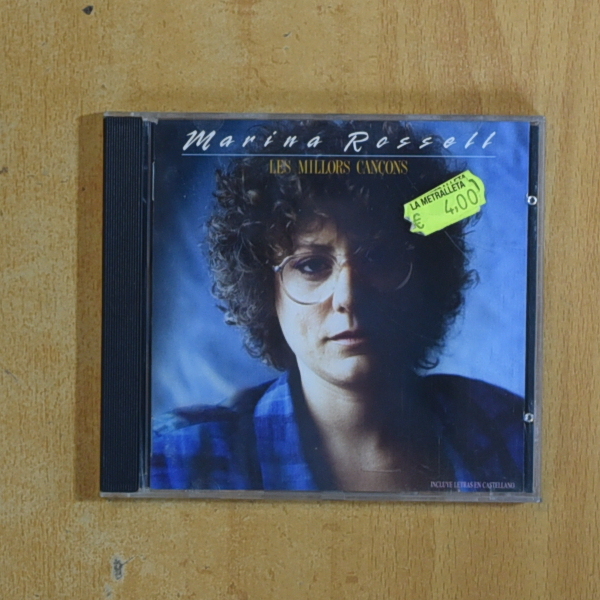 Marina Rossell
LES MILLORS CANÇONS
LA METRALLETA
€ 4,00
INCLUYE LETRAS EN CASTELLANO